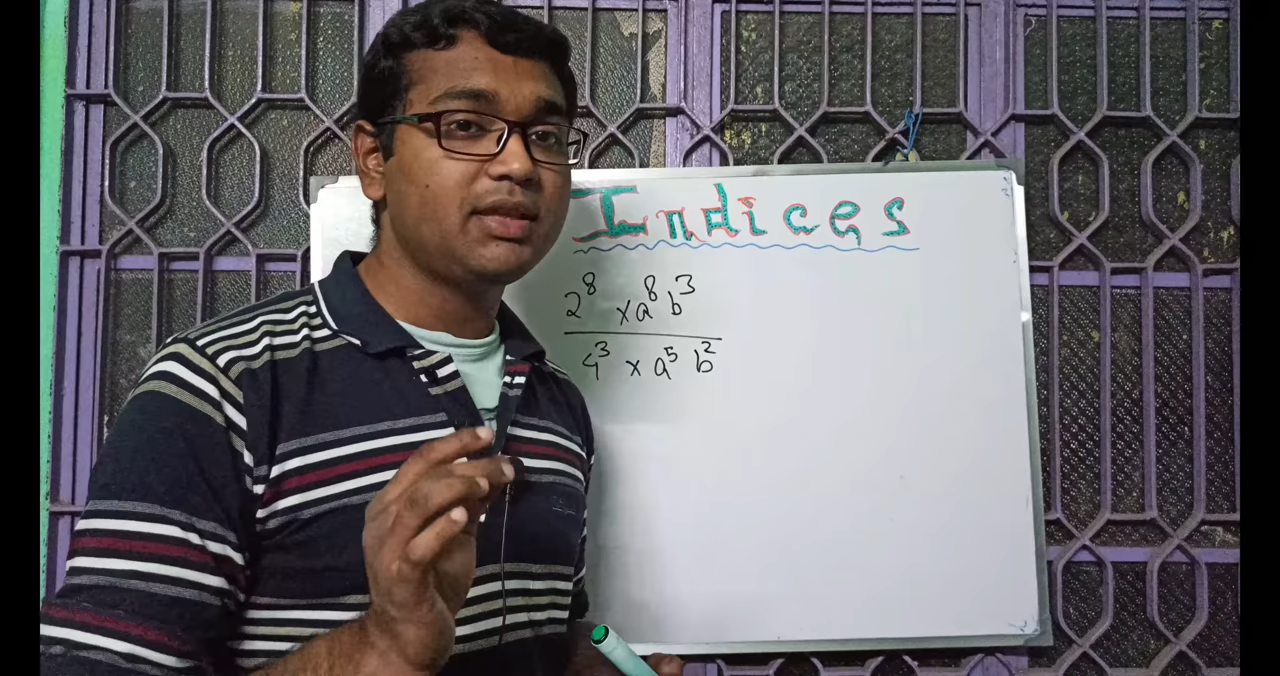 Indices
2⁸ × a⁸ b³
4³ × a⁵ b²